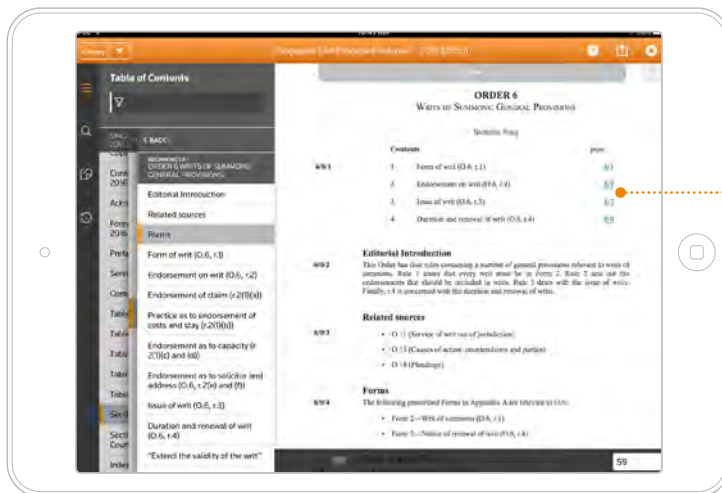 Table of Contents
< BACK
ORDER 6 WRITS OF SUMMONS:
GENERAL PROVISIONS
Editorial Introduction
Related sources
Forms
Form of writ (O.6, r.1)
Endorsement on writ (O.6, r.2)
Endorsement of claim (r.2(1)(a))
Practice as to endorsement of
costs and stay (r.2(1)(b))
Endorsement as to capacity (r
2(1)(c) and (d))
Endorsement as to solicitor and
address (O.6, r.2(e) and (f))
Issue of writ (O.6, r.3)
Duration and renewal of writ
(O.6, r.4)
"Extend the validity of the writ"
2016
2016
Index
ORDER 6
WRITS OF SUMMONS: GENERAL PROVISIONS
Contents
para
6/0/1
1. Form of writ (O.6, r.1)
6/1
2. Endorsement on writ (O.6, r.2)
6/2
3. Issue of writ (O.6, r.3)
6/3
4. Duration and renewal of writ (O.6, r.4)
6/4
Editorial Introduction
6/0/2
This Order has four rules containing a number of general provisions relevant to writs of
summons. Rule 1 states that every writ must be in Form 2. Rule 2 sets out the
endorsements that should be included in writs. Rule 3 deals with the issue of writs.
Finally, r.4 is concerned with the duration and renewal of writs.
Related sources
6/0/3
• O.11 (Service of writ out of jurisdiction)
• O.15 (Causes of action, counterclaims and parties)
• O.18 (Pleadings)
Forms
6/0/4
The following prescribed Forms in Appendix A are relevant to O.6:
• Form 2—Writ of summons (O.6, r.1)
• Form 3—Notice of renewal of writ (O.6, r.4)
59